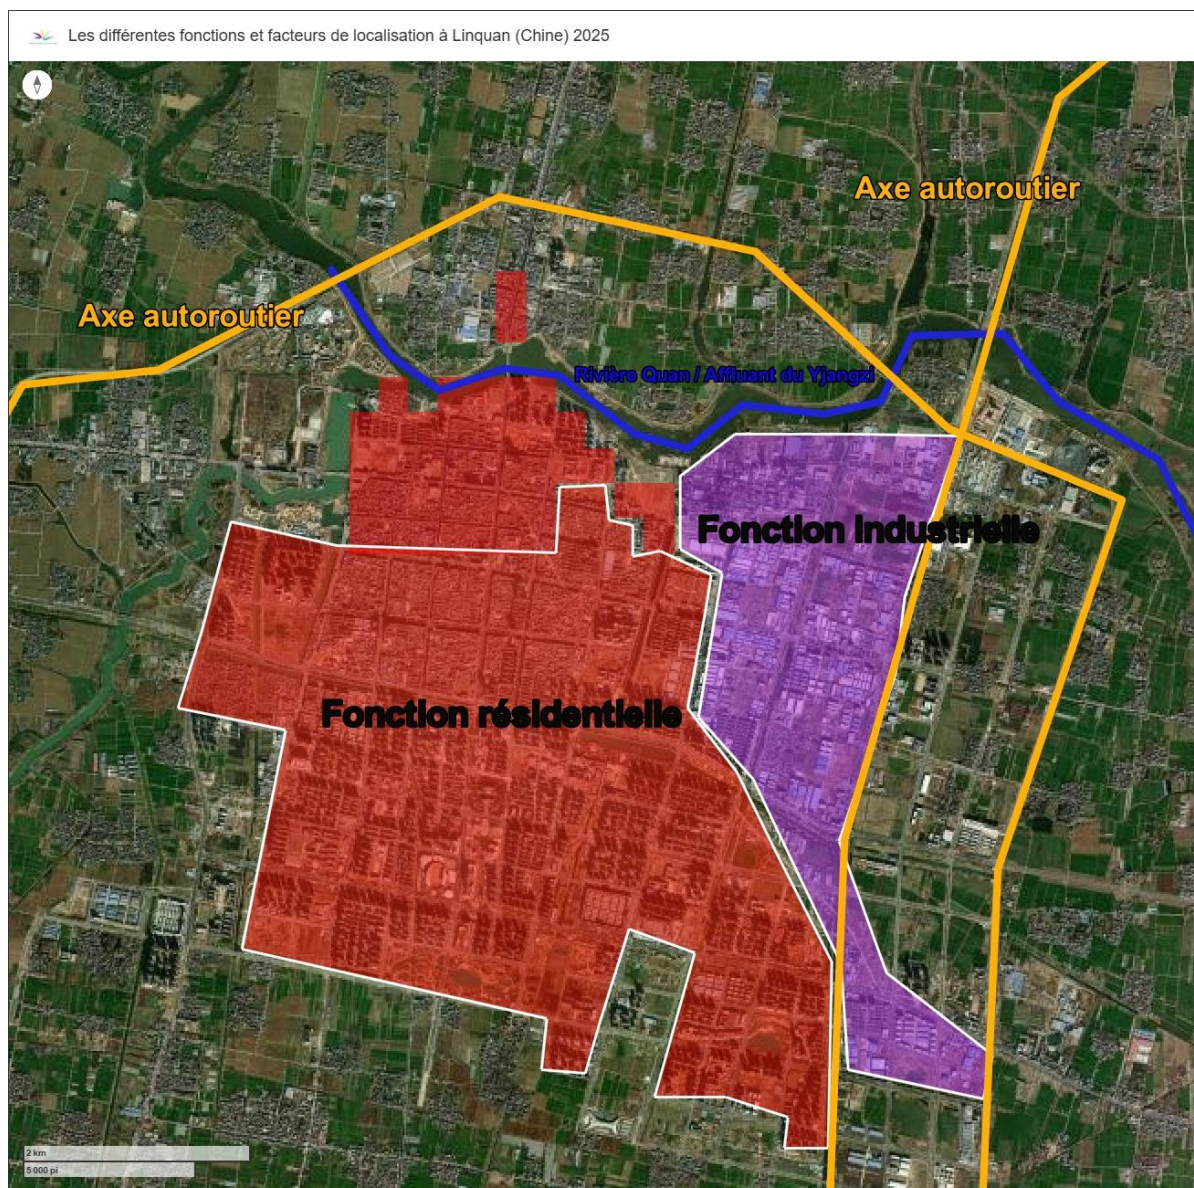 Les différentes fonctions et facteurs de localisation à Linquan (Chine) 2025
Axe autoroutier
Axe autoroutier
Rivière Quan / Affluant du Yjangzi
Fonction industrielle
Fonction résidentielle
2 km
5 000 pi